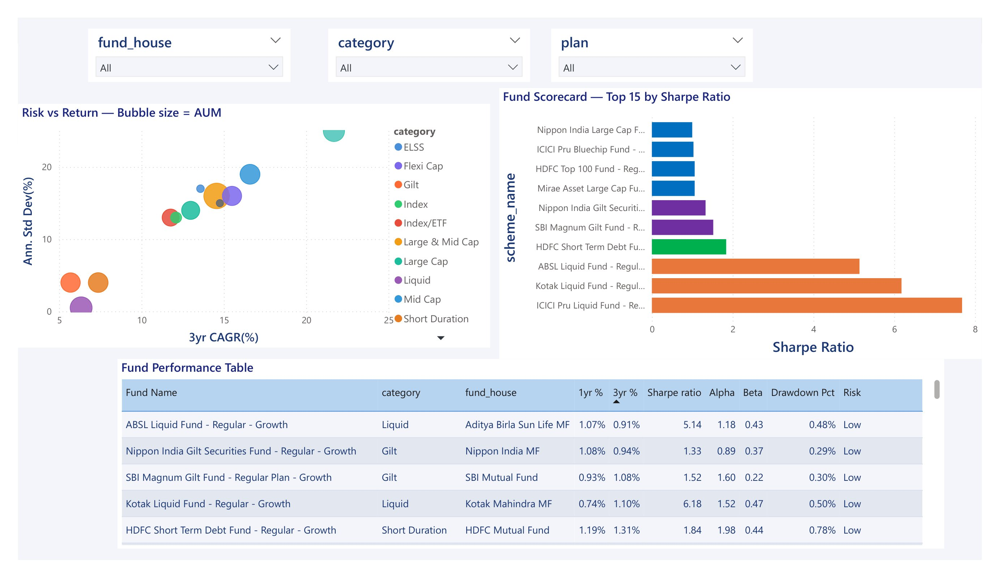 fund_house
All
category
All
plan
All
Risk vs Return — Bubble size = AUM
Ann. Std Dev(%)
20
10
0
5
10
15
20
25
3yr CAGR(%)
category
ELSS
Flexi Cap
Gilt
Index
Index/ETF
Large & Mid Cap
Large Cap
Liquid
Mid Cap
Short Duration
Fund Scorecard — Top 15 by Sharpe Ratio
scheme_name
Nippon India Large Cap F...
ICICI Pru Bluechip Fund - ...
HDFC Top 100 Fund - Reg...
Mirae Asset Large Cap Fu...
Nippon India Gilt Securiti...
SBI Magnum Gilt Fund - R...
HDFC Short Term Debt Fu...
ABSL Liquid Fund - Regul...
Kotak Liquid Fund - Regul...
ICICI Pru Liquid Fund - Re...
0 2 4 6 8
Sharpe Ratio
Fund Performance Table
Fund Name category fund_house 1yr % 3yr % Sharpe ratio Alpha Beta Drawdown Pct Risk
ABSL Liquid Fund - Regular - Growth Liquid Aditya Birla Sun Life MF 1.07% 0.91% 5.14 1.18 0.43 0.48% Low
Nippon India Gilt Securities Fund - Regular - Growth Gilt Nippon India MF 1.08% 0.94% 1.33 0.89 0.37 0.29% Low
SBI Magnum Gilt Fund - Regular Plan - Growth Gilt SBI Mutual Fund 0.93% 1.08% 1.52 1.60 0.22 0.30% Low
Kotak Liquid Fund - Regular - Growth Liquid Kotak Mahindra MF 0.74% 1.10% 6.18 1.52 0.47 0.50% Low
HDFC Short Term Debt Fund - Regular - Growth Short Duration HDFC Mutual Fund 1.19% 1.31% 1.84 1.98 0.44 0.78% Low